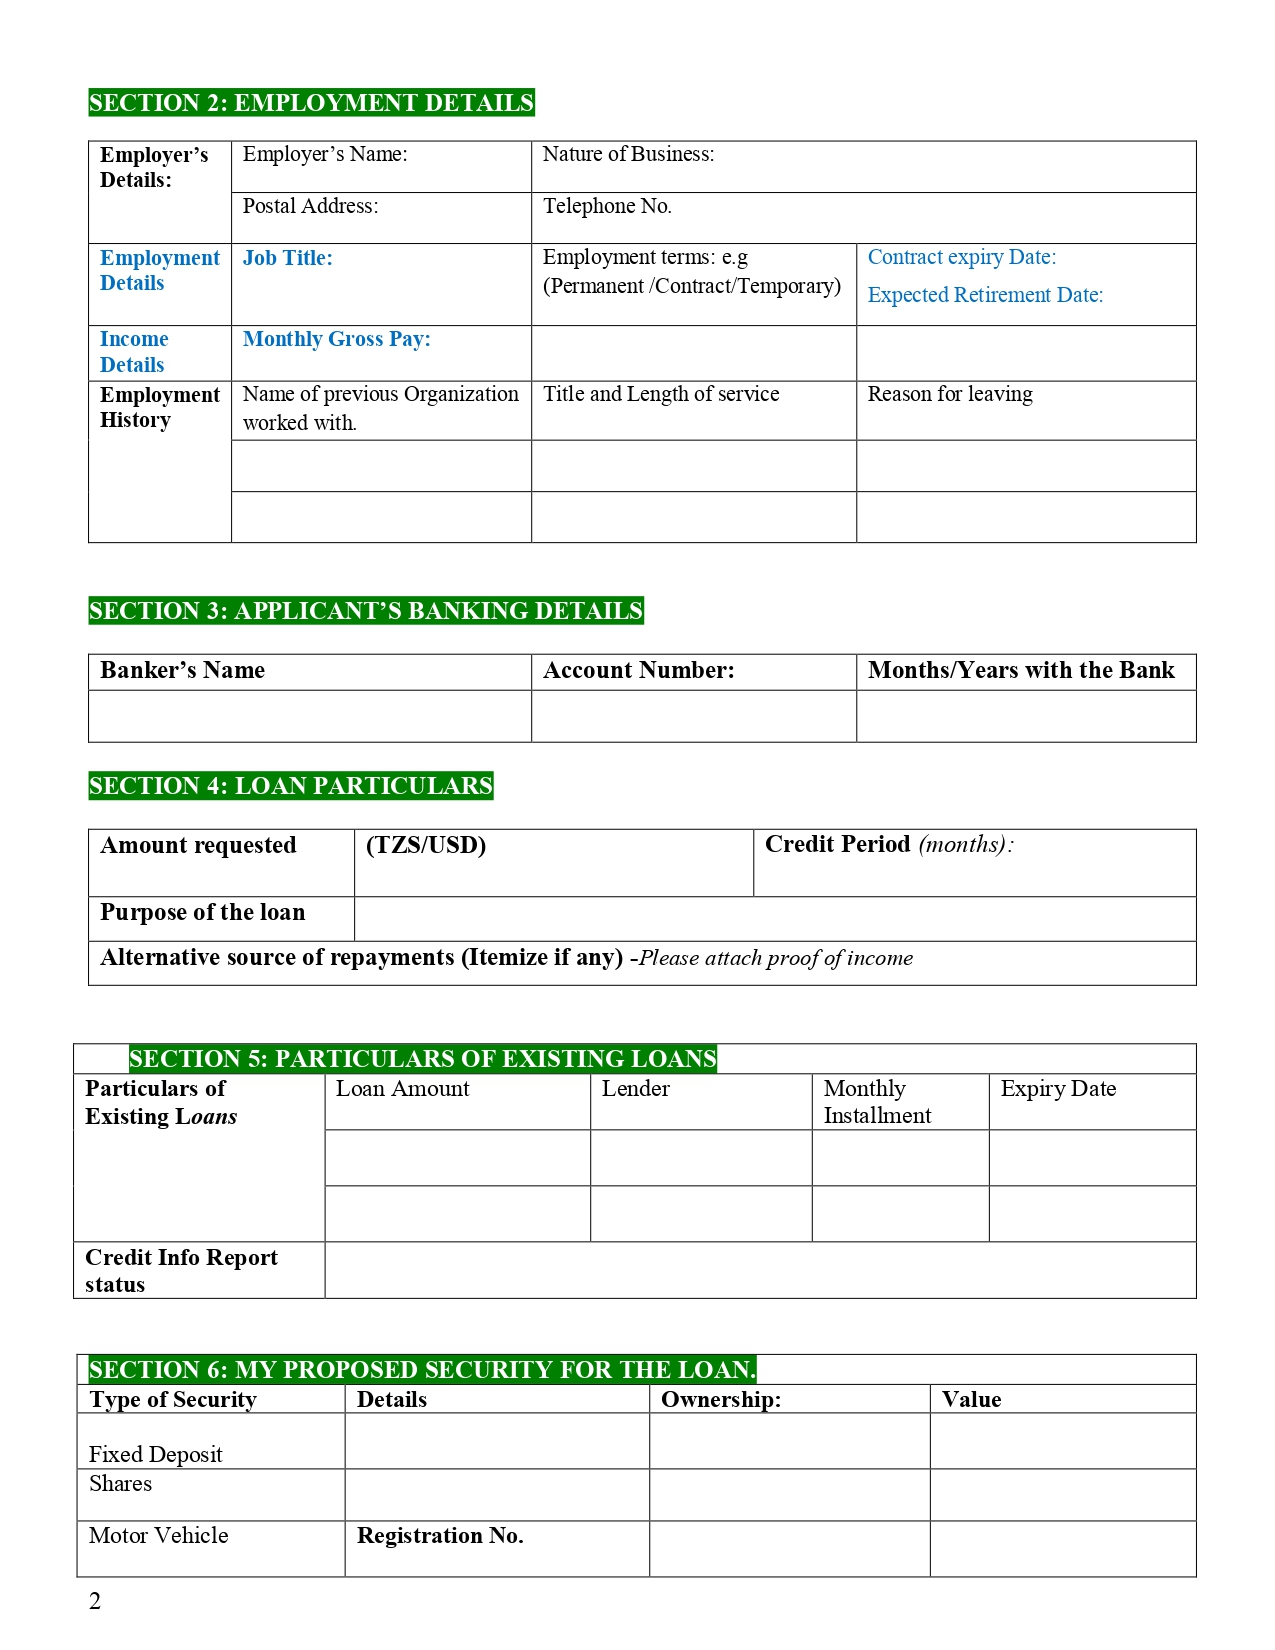 SECTION 2: EMPLOYMENT DETAILS
Employer’s Details:
Employer’s Name:
Nature of Business:
Postal Address:
Telephone No.
Employment Details
Job Title:
Employment terms: e.g
(Permanent /Contract/Temporary)
Contract expiry Date:
Expected Retirement Date:
Income Details
Monthly Gross Pay:
Employment History
Name of previous Organization
worked with.
Title and Length of service
Reason for leaving
SECTION 3: APPLICANT’S BANKING DETAILS
Banker’s Name
Account Number:
Months/Years with the Bank
SECTION 4: LOAN PARTICULARS
Amount requested
(TZS/USD)
Credit Period (months):
Purpose of the loan
Alternative source of repayments (Itemize if any) -Please attach proof of income
SECTION 5: PARTICULARS OF EXISTING LOANS
Particulars of
Existing Loans
Loan Amount
Lender
Monthly
Installment
Expiry Date
Credit Info Report
status
SECTION 6: MY PROPOSED SECURITY FOR THE LOAN.
Type of Security
Details
Ownership:
Value
Fixed Deposit
Shares
Motor Vehicle
Registration No.
2